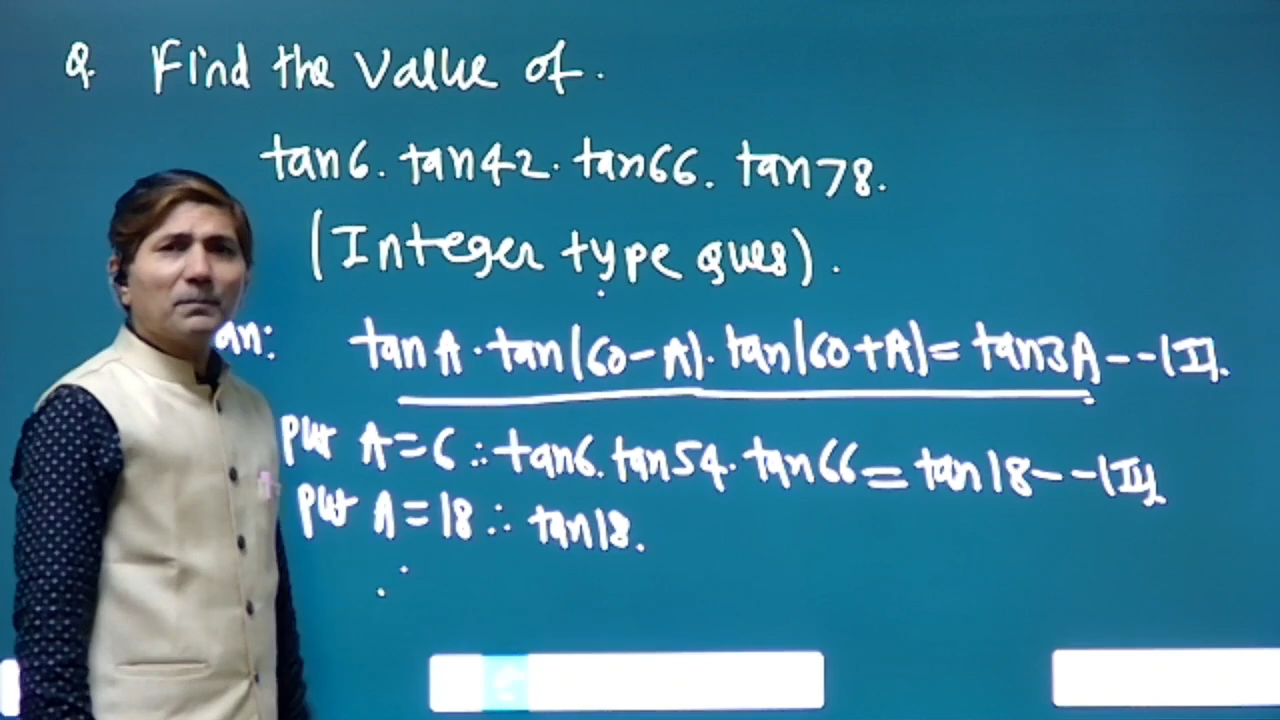 Q. Find the Value of.
tan6. tan42. tan66. tan78.
(Integer type ques).
an: tanA·tan(60-A)·tan(60+A)=tan3A---(I).
Put A=6 ∴ tan6.tan54.tan66=tan18---(II)
Put A=18 ∴ tan18.